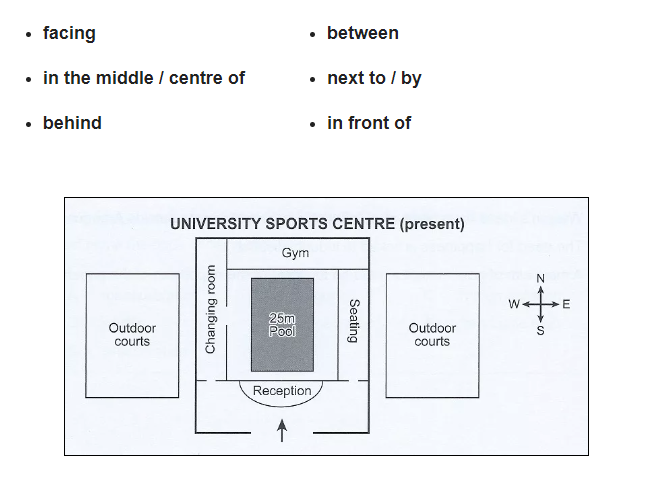 facing
between
in the middle / centre of
next to / by
behind
in front of
UNIVERSITY SPORTS CENTRE (present)
Gym
Changing room
25m
Pool
Seating
Outdoor
courts
Outdoor
courts
Reception
N
W
E
S